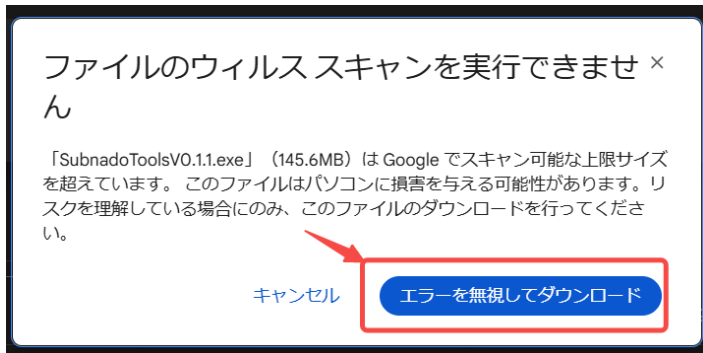 ファイルのウィルス スキャンを実行できませ ×
ん
「SubnadoToolsV0.1.1.exe」（145.6MB）は Google でスキャン可能な上限サイズ
を超えています。 このファイルはパソコンに損害を与える可能性があります。リ
スクを理解している場合にのみ、このファイルのダウンロードを行ってくださ
い。
キャンセル エラーを無視してダウンロード